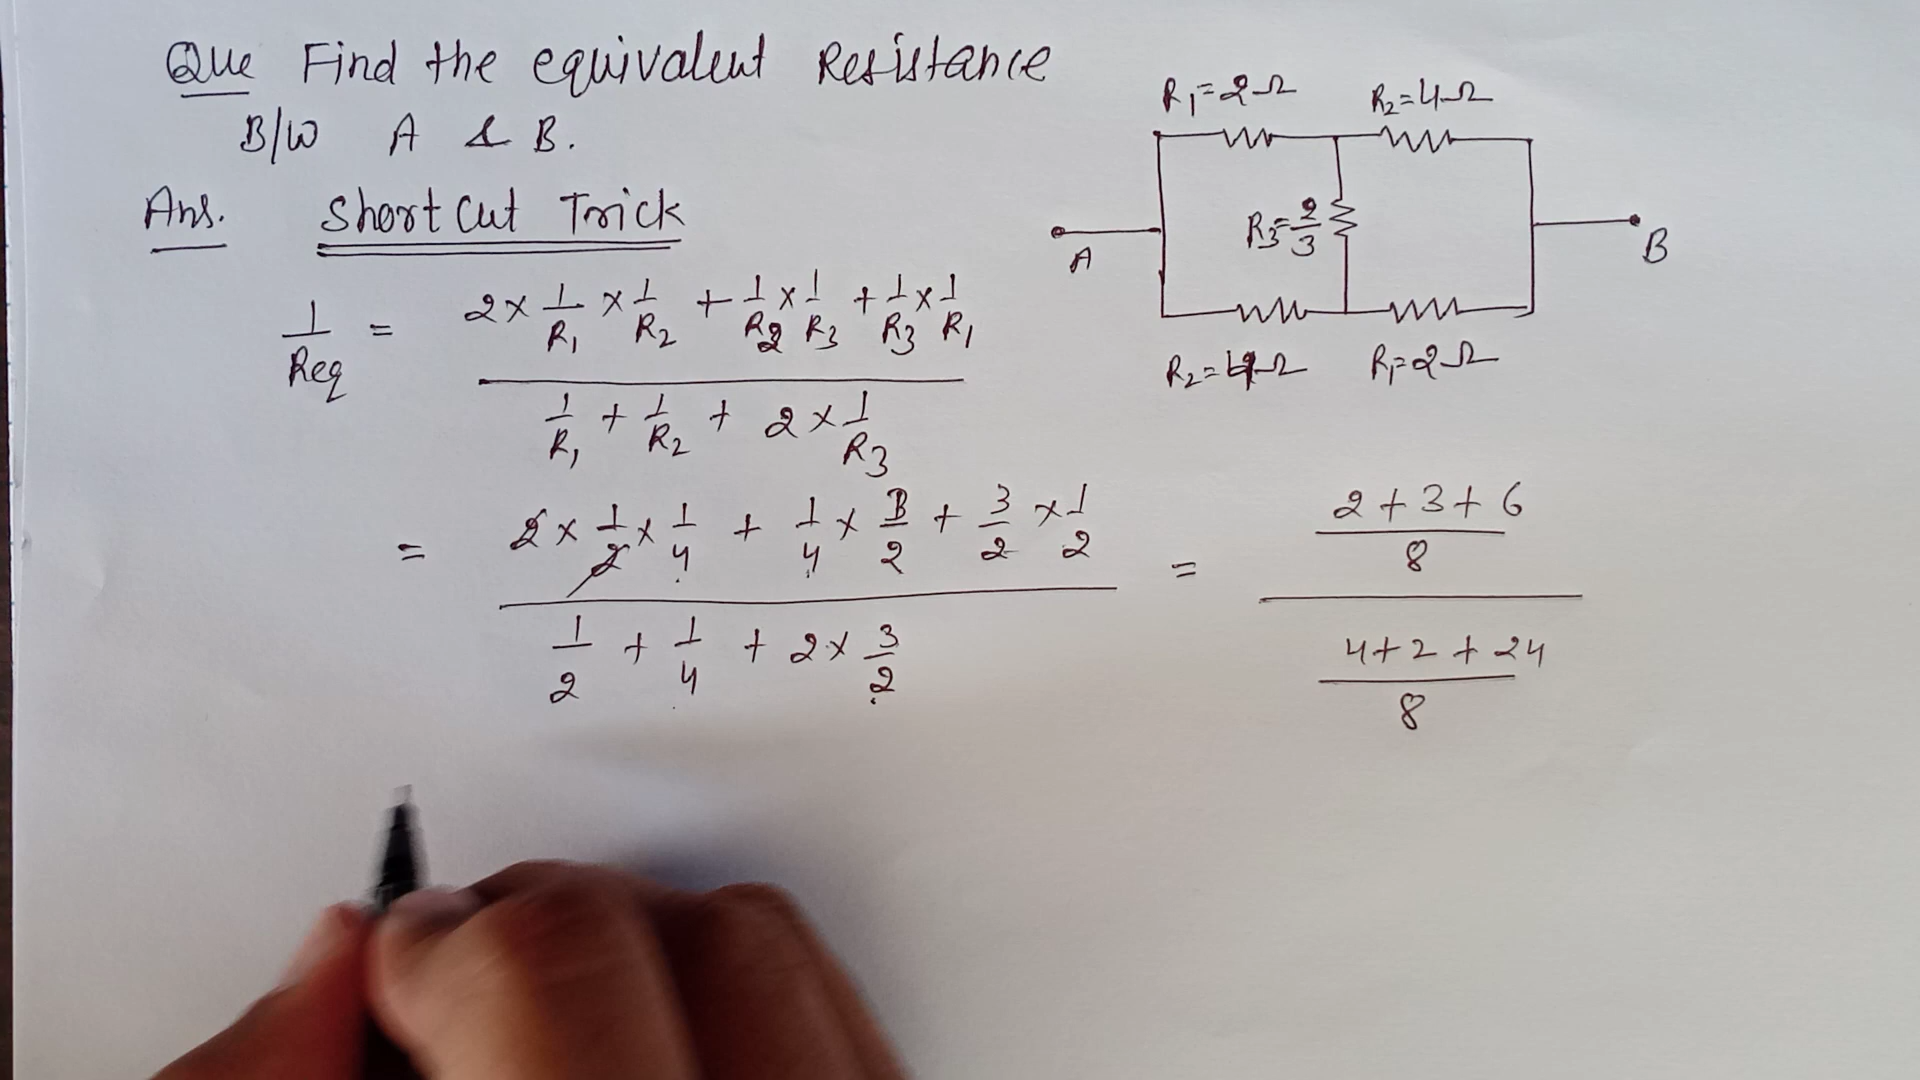 Que Find the equivalent Resistance
B/W A & B.
Ans. Short Cut Trick
1/Req = (2 × 1/R₁ × 1/R₂ + 1/R₂ × 1/R₃ + 1/R₃ × 1/R₁) / (1/R₁ + 1/R₂ + 2 × 1/R₃)
= (2 × 1/2 × 1/4 + 1/4 × 3/2 + 3/2 × 1/2) / (1/2 + 1/4 + 2 × 3/2) = ((2 + 3 + 6)/8) / ((4 + 2 + 24)/8)
R₁=2Ω R₂=4Ω
R₃=2/3
A B
R₂=4Ω R₁=2Ω